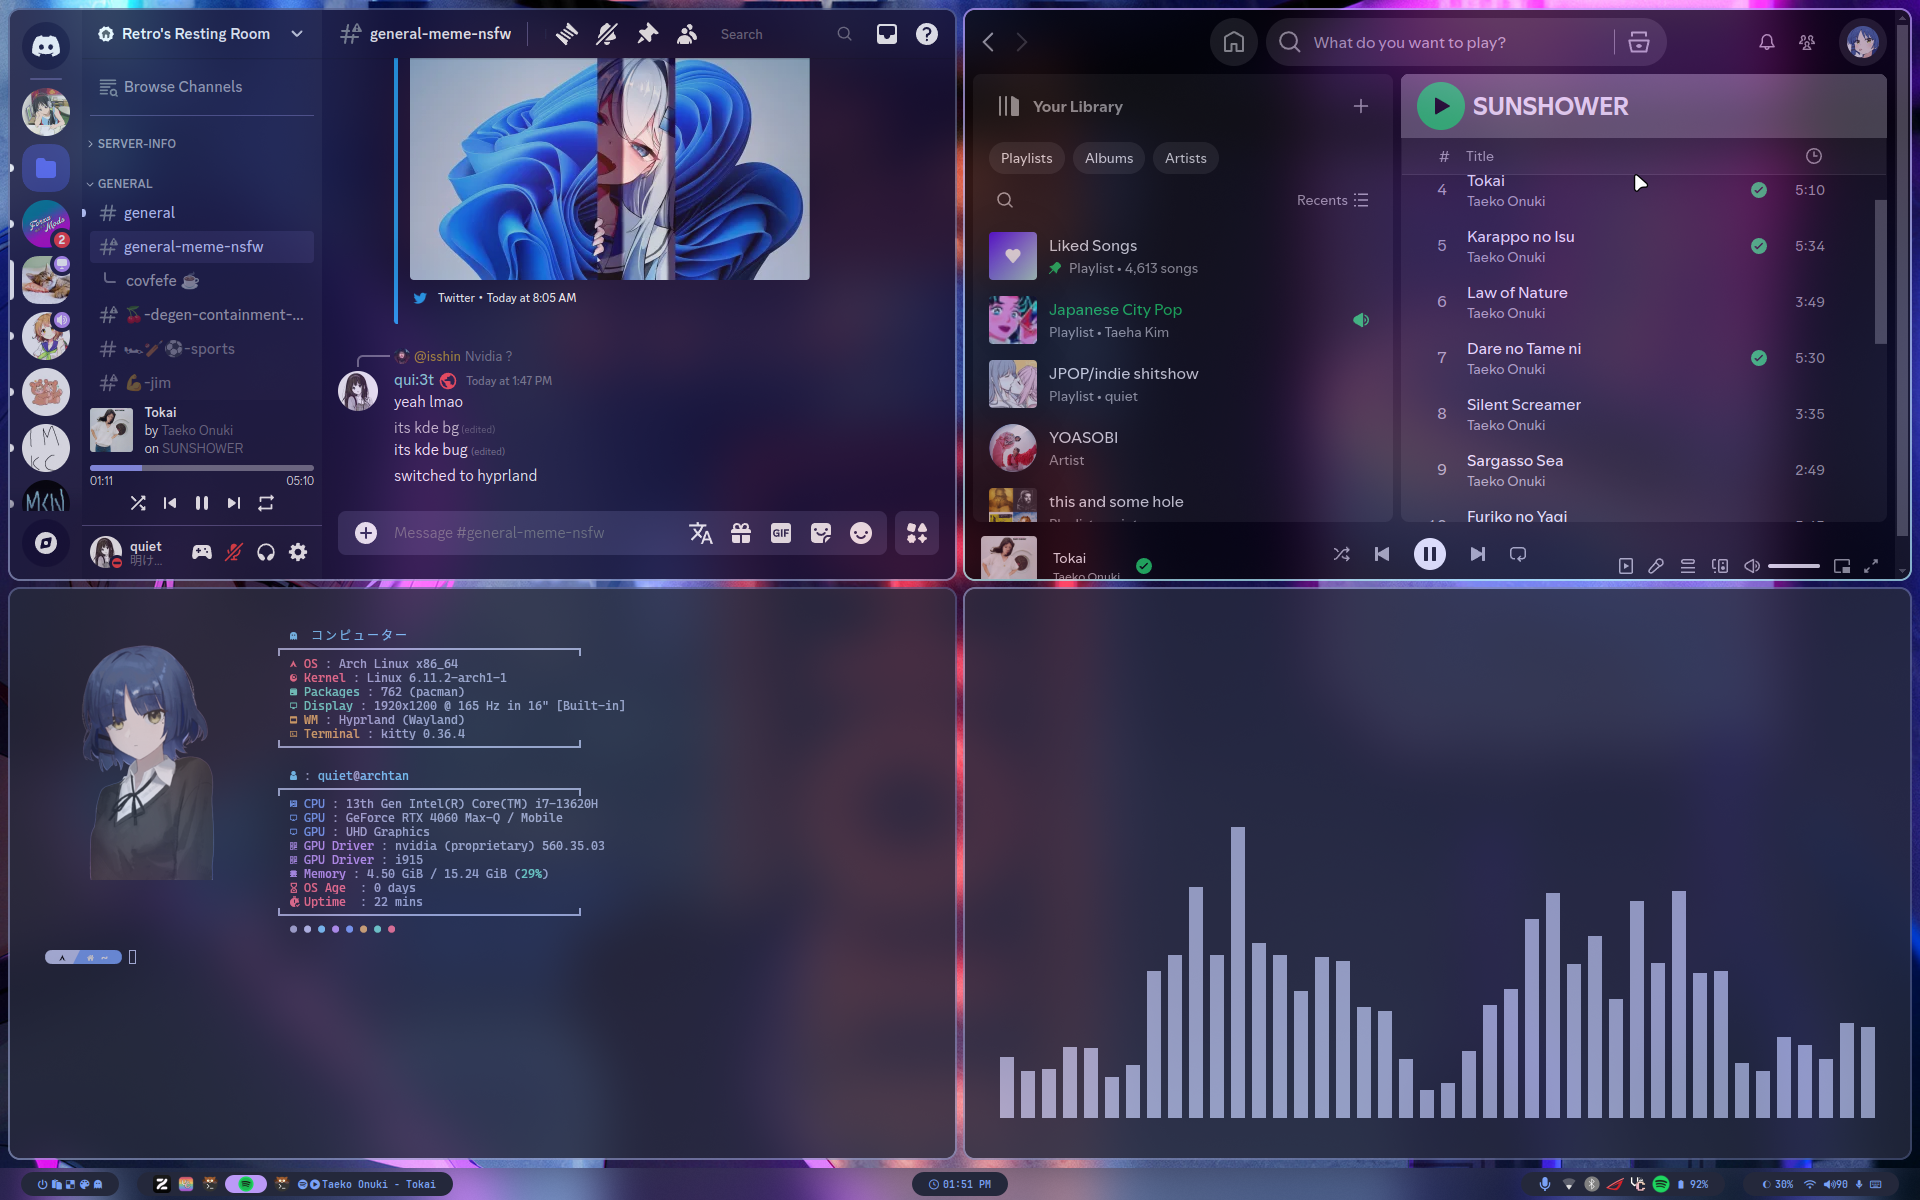 Retro's Resting Room
Browse Channels
SERVER-INFO
GENERAL
general
general-meme-nsfw
covfefe ☕
🍒-degen-containment-...
🏎🏏⚽-sports
💪-jim
Tokai
by Taeko Onuki
on SUNSHOWER
01:11
05:10
quiet
明け...
2
IM
KC
general-meme-nsfw
Search
Twitter • Today at 8:05 AM
@isshin Nvidia ?
qui:3t Today at 1:47 PM
yeah lmao
its kde bg (edited)
its kde bug (edited)
switched to hyprland
Message #general-meme-nsfw
GIF
What do you want to play?
Your Library
Playlists
Albums
Artists
Recents
Liked Songs
Playlist • 4,613 songs
Japanese City Pop
Playlist • Taeha Kim
JPOP/indie shitshow
Playlist • quiet
YOASOBI
Artist
this and some hole
SUNSHOWER
# Title
4 Tokai 5:10
Taeko Onuki
5 Karappo no Isu 5:34
Taeko Onuki
6 Law of Nature 3:49
Taeko Onuki
7 Dare no Tame ni 5:30
Taeko Onuki
8 Silent Screamer 3:35
Taeko Onuki
9 Sargasso Sea 2:49
Taeko Onuki
Furiko no Yagi
Tokai
Taeko Onuki
コンピューター
OS : Arch Linux x86_64
Kernel : Linux 6.11.2-arch1-1
Packages : 762 (pacman)
Display : 1920x1200 @ 165 Hz in 16" [Built-in]
WM : Hyprland (Wayland)
Terminal : kitty 0.36.4
: quiet@archtan
CPU : 13th Gen Intel(R) Core(TM) i7-13620H
GPU : GeForce RTX 4060 Max-Q / Mobile
GPU : UHD Graphics
GPU Driver : nvidia (proprietary) 560.35.03
GPU Driver : i915
Memory : 4.50 GiB / 15.24 GiB (29%)
OS Age : 0 days
Uptime : 22 mins
Taeko Onuki - Tokai
01:51 PM
92%
30%
90